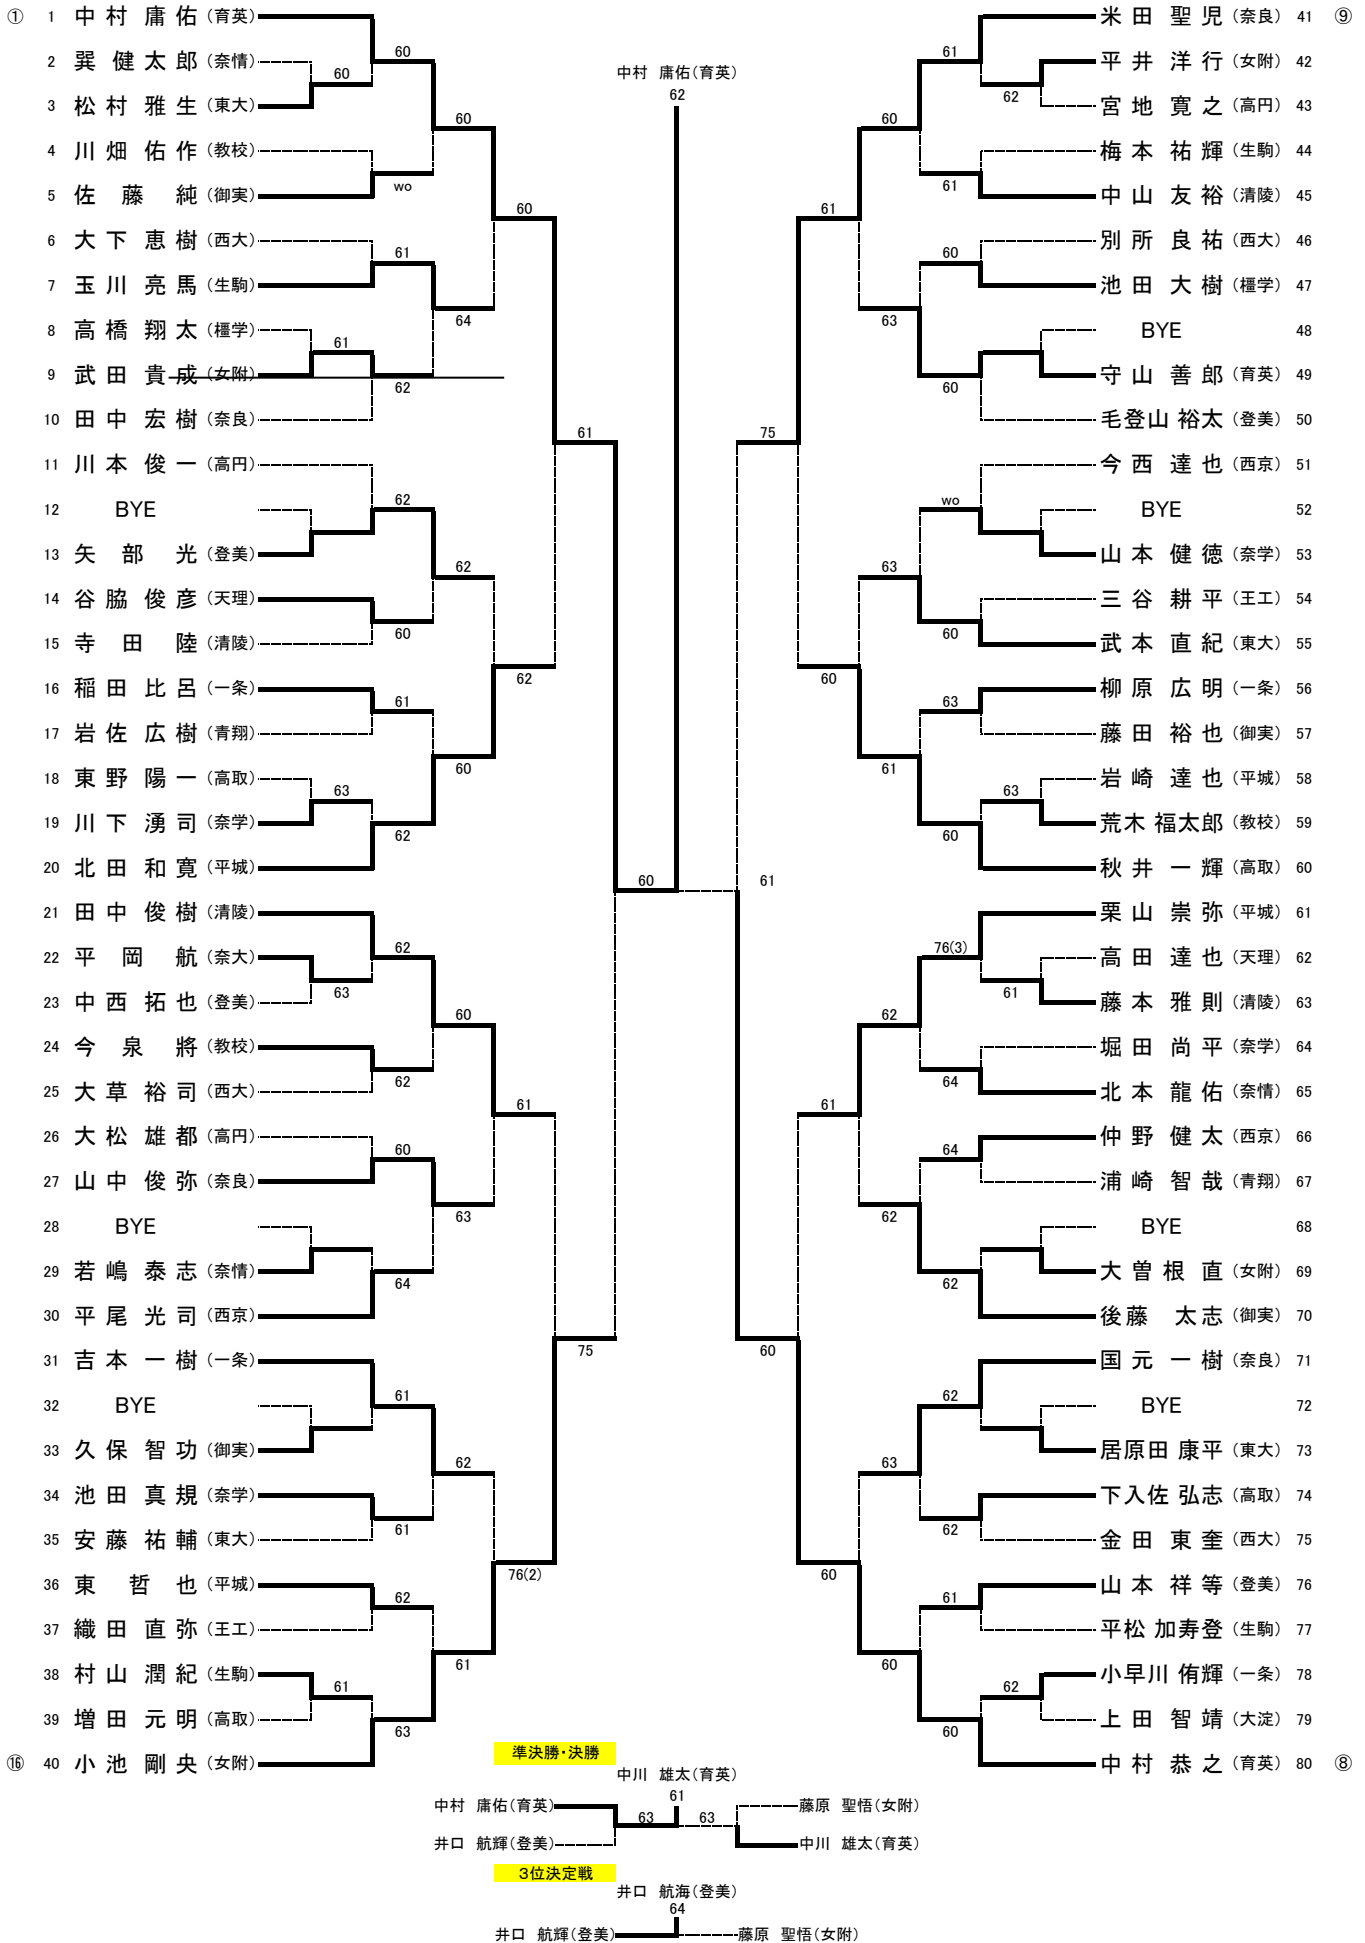 ① 1 中村 庸佑 (育英)
2 巽 健太郎 (奈情)
3 松村 雅生 (東大)
4 川畑 佑作 (教校)
5 佐藤 純 (御実)
6 大下 恵樹 (西大)
7 玉川 亮馬 (生駒)
8 高橋 翔太 (橿学)
9 武田 貴成 (女附)
10 田中 宏樹 (奈良)
11 川本 俊一 (高円)
12 BYE
13 矢部 光 (登美)
14 谷脇 俊彦 (天理)
15 寺田 陸 (清陵)
16 稲田 比呂 (一条)
17 岩佐 広樹 (青翔)
18 東野 陽一 (高取)
19 川下 湧司 (奈学)
20 北田 和寛 (平城)
21 田中 俊樹 (清陵)
22 平岡 航 (奈大)
23 中西 拓也 (登美)
24 今泉 將 (教校)
25 大草 裕司 (西大)
26 大松 雄都 (高円)
27 山中 俊弥 (奈良)
28 BYE
29 若嶋 泰志 (奈情)
30 平尾 光司 (西京)
31 吉本 一樹 (一条)
32 BYE
33 久保 智功 (御実)
34 池田 真規 (奈学)
35 安藤 祐輔 (東大)
36 東 哲也 (平城)
37 織田 直弥 (王工)
38 村山 潤紀 (生駒)
39 増田 元明 (高取)
⑯ 40 小池 剛央 (女附)
60
60
60
wo
60
61
64
61
62
61
62
62
60
62
61
60
63
62
60
62
63
60
62
61
60
63
64
75
61
62
61
76(2)
62
61
61
63
中村 庸佑(育英)
62
61
62
60
61
61
60
63
60
75
wo
63
60
60
63
61
63
60
61
76(3)
61
62
64
61
64
62
62
60
62
63
62
60
61
60
62
60
米田 聖児 (奈良) 41 ⑨
平井 洋行 (女附) 42
宮地 寛之 (高円) 43
梅本 祐輝 (生駒) 44
中山 友裕 (清陵) 45
別所 良祐 (西大) 46
池田 大樹 (橿学) 47
BYE 48
守山 善郎 (育英) 49
毛登山 裕太 (登美) 50
今西 達也 (西京) 51
BYE 52
山本 健徳 (奈学) 53
三谷 耕平 (王工) 54
武本 直紀 (東大) 55
柳原 広明 (一条) 56
藤田 裕也 (御実) 57
岩崎 達也 (平城) 58
荒木 福太郎 (教校) 59
秋井 一輝 (高取) 60
栗山 崇弥 (平城) 61
高田 達也 (天理) 62
藤本 雅則 (清陵) 63
堀田 尚平 (奈学) 64
北本 龍佑 (奈情) 65
仲野 健太 (西京) 66
浦崎 智哉 (青翔) 67
BYE 68
大曽根 直 (女附) 69
後藤 太志 (御実) 70
国元 一樹 (奈良) 71
BYE 72
居原田 康平 (東大) 73
下入佐 弘志 (高取) 74
金田 東奎 (西大) 75
山本 祥等 (登美) 76
平松 加寿登 (生駒) 77
小早川 侑輝 (一条) 78
上田 智靖 (大淀) 79
中村 恭之 (育英) 80 ⑧
準決勝・決勝
中川 雄太(育英)
61
中村 庸佑(育英) 63 63 藤原 聖悟(女附)
井口 航輝(登美) 中川 雄太(育英)
3位決定戦
井口 航海(登美)
64
井口 航輝(登美) 藤原 聖悟(女附)